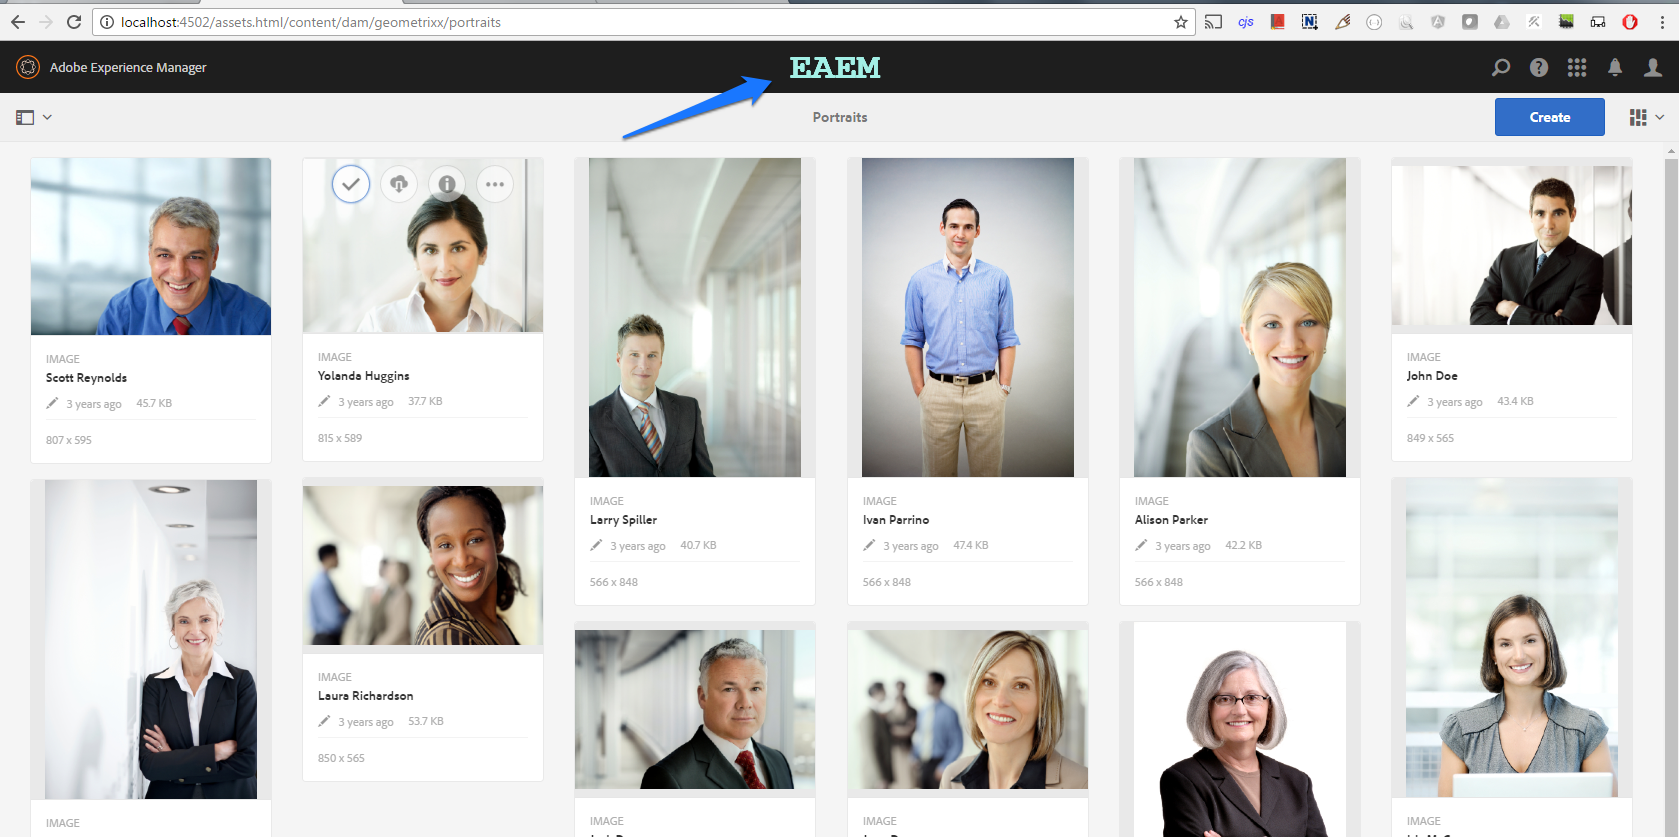 localhost:4502/assets.html/content/dam/geometrixx/portraits
cjs
Adobe Experience Manager
EAEM
Portraits
Create
IMAGE
Scott Reynolds
3 years ago 45.7 KB
807 x 595
IMAGE
Yolanda Huggins
3 years ago 37.7 KB
815 x 589
IMAGE
Larry Spiller
3 years ago 40.7 KB
566 x 848
IMAGE
Ivan Parrino
3 years ago 47.4 KB
566 x 848
IMAGE
Alison Parker
3 years ago 42.2 KB
566 x 848
IMAGE
John Doe
3 years ago 43.4 KB
849 x 565
IMAGE
IMAGE
Laura Richardson
3 years ago 53.7 KB
850 x 565
IMAGE
IMAGE
IMAGE